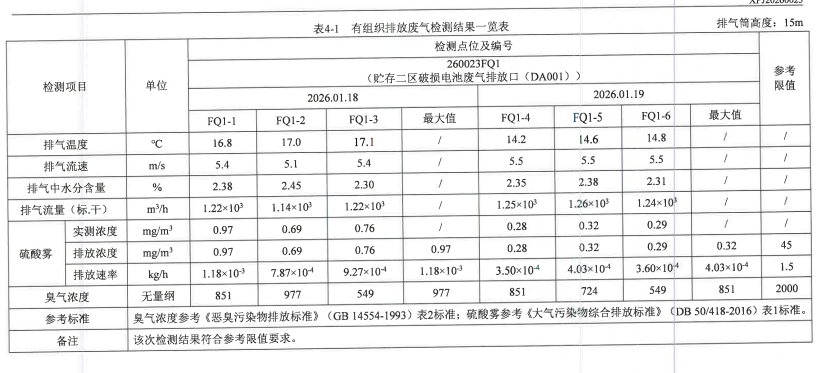 XFJ20260023
表4-1 有组织排放废气检测结果一览表
排气筒高度：15m
检测项目 单位 检测点位及编号 参考限值
260023FQ1
（贮存二区破损电池废气排放口（DA001））
2026.01.18 2026.01.19
FQ1-1 FQ1-2 FQ1-3 最大值 FQ1-4 FQ1-5 FQ1-6 最大值
排气温度 ℃ 16.8 17.0 17.1 / 14.2 14.6 14.8 / /
排气流速 m/s 5.4 5.1 5.4 / 5.5 5.5 5.5 / /
排气中水分含量 % 2.38 2.45 2.30 / 2.35 2.38 2.31 / /
排气流量（标.干） m³/h 1.22×10³ 1.14×10³ 1.22×10³ / 1.25×10³ 1.26×10³ 1.24×10³ / /
硫酸雾 实测浓度 mg/m³ 0.97 0.69 0.76 / 0.28 0.32 0.29 / /
排放浓度 mg/m³ 0.97 0.69 0.76 0.97 0.28 0.32 0.29 0.32 45
排放速率 kg/h 1.18×10⁻³ 7.87×10⁻⁴ 9.27×10⁻⁴ 1.18×10⁻³ 3.50×10⁻⁴ 4.03×10⁻⁴ 3.60×10⁻⁴ 4.03×10⁻⁴ 1.5
臭气浓度 无量纲 851 977 549 977 851 724 549 851 2000
参考标准 臭气浓度参考《恶臭污染物排放标准》（GB 14554-1993）表2标准；硫酸雾参考《大气污染物综合排放标准》（DB 50/418-2016）表1标准。
备注 该次检测结果符合参考限值要求。